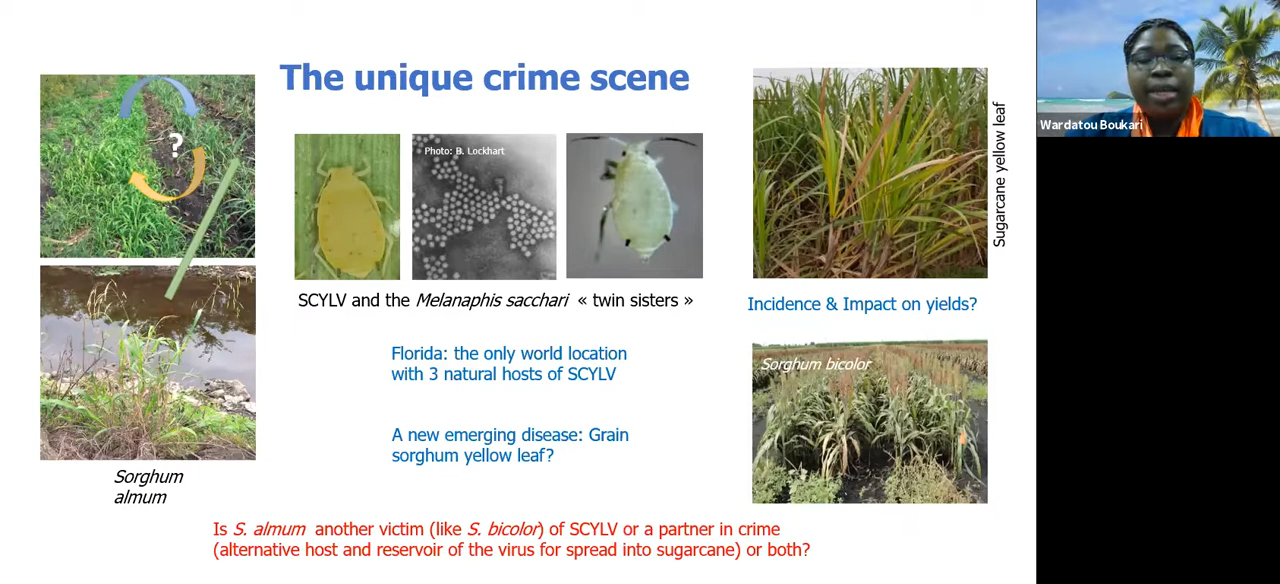 The unique crime scene
?
Photo: B. Lockhart
SCYLV and the Melanaphis sacchari « twin sisters »
Florida: the only world location
with 3 natural hosts of SCYLV
A new emerging disease: Grain
sorghum yellow leaf?
Sorghum
almum
Sugarcane yellow leaf
Incidence & Impact on yields?
Sorghum bicolor
Is S. almum another victim (like S. bicolor) of SCYLV or a partner in crime
(alternative host and reservoir of the virus for spread into sugarcane) or both?
Wardatou Boukari